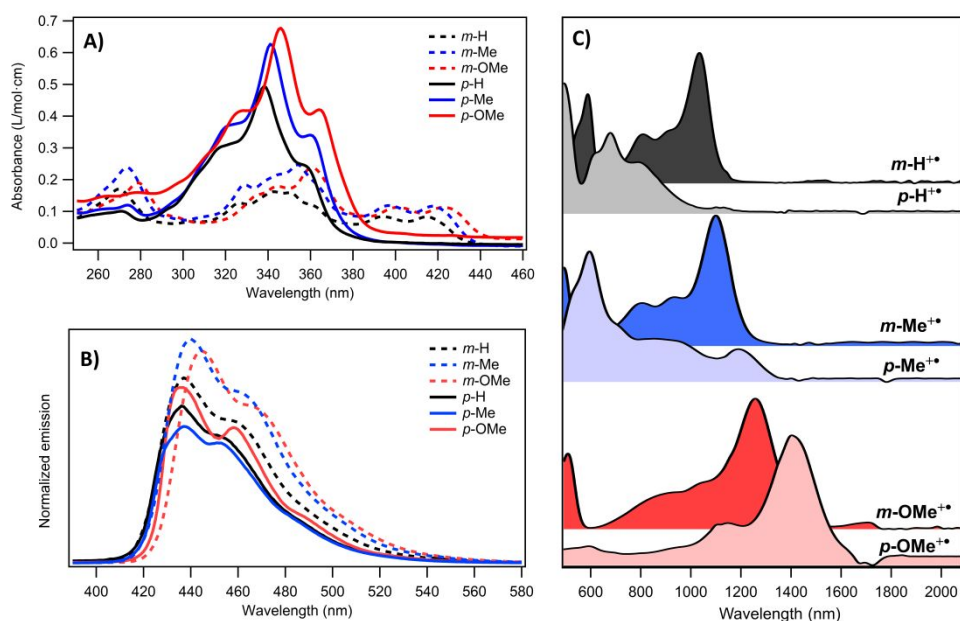 A)
0.7
0.6
0.5
0.4
0.3
0.2
0.1
0.0
Absorbance (L/mol·cm)
m-H
m-Me
m-OMe
p-H
p-Me
p-OMe
260 280 300 320 340 360 380 400 420 440 460
Wavelength (nm)
B)
Normalized emission
m-H
m-Me
m-OMe
p-H
p-Me
p-OMe
400 420 440 460 480 500 520 540 560 580
Wavelength (nm)
C)
m-H⁺•
p-H⁺•
m-Me⁺•
p-Me⁺•
m-OMe⁺•
p-OMe⁺•
600 800 1000 1200 1400 1600 1800 2000
Wavelength (nm)